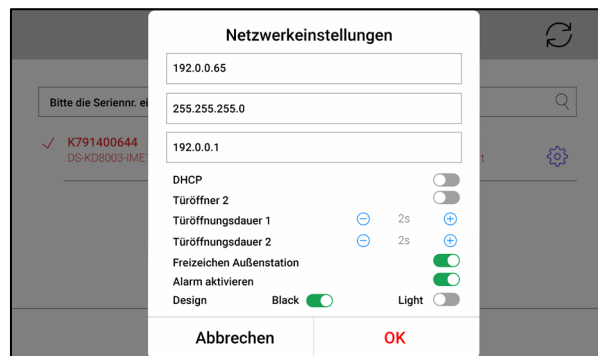 Netzwerkeinstellungen
192.0.0.65
255.255.255.0
192.0.0.1
Bitte die Seriennr. ei
K791400644
DS-KD8003-IME1
DHCP
Türöffner 2
Türöffnungsdauer 1 2s
Türöffnungsdauer 2 2s
Freizeichen Außenstation
Alarm aktivieren
Design Black Light
Abbrechen OK